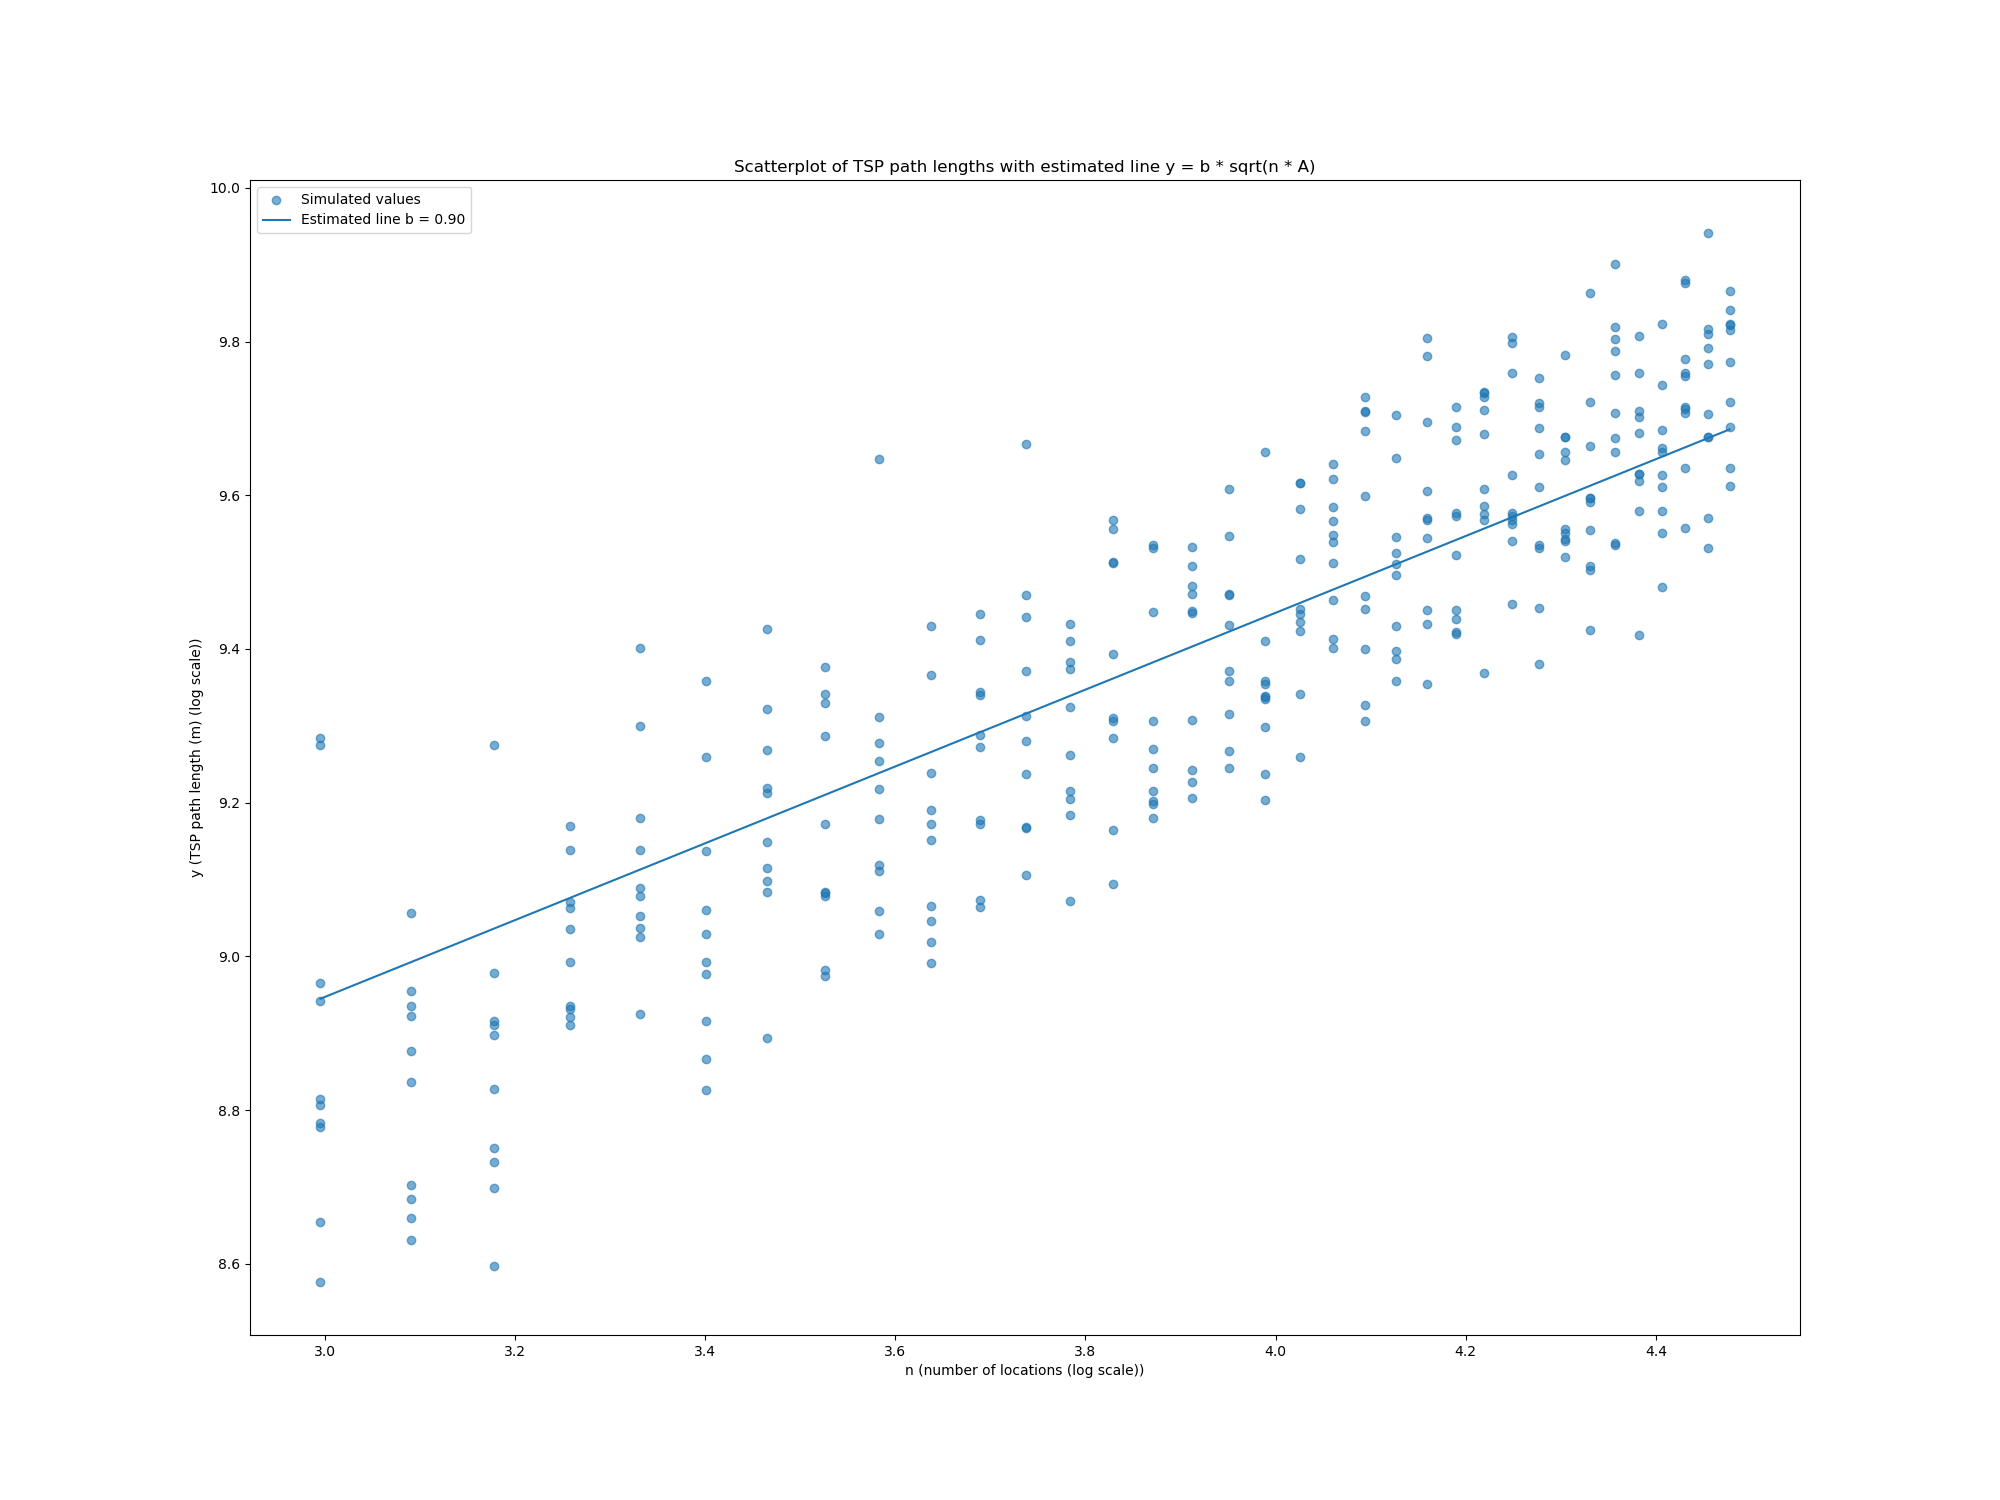 Scatterplot of TSP path lengths with estimated line y = b * sqrt(n * A)
Simulated values
Estimated line b = 0.90
10.0
9.8
9.6
9.4
9.2
9.0
8.8
8.6
y (TSP path length (m) (log scale))
3.0 3.2 3.4 3.6 3.8 4.0 4.2 4.4
n (number of locations (log scale))